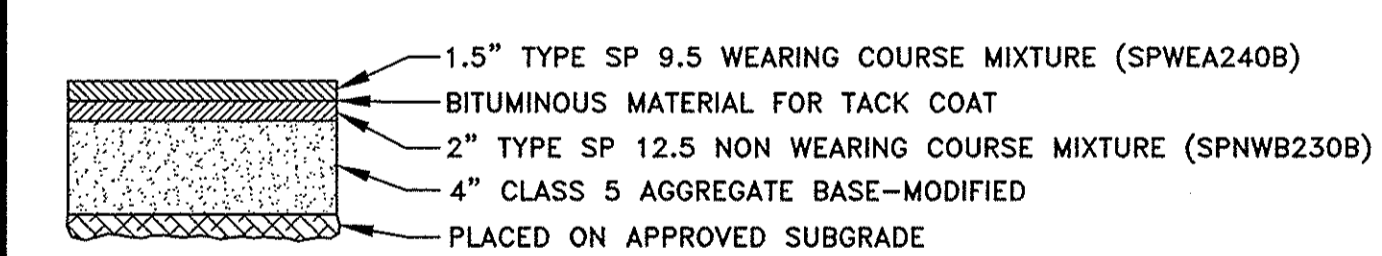 1.5” TYPE SP 9.5 WEARING COURSE MIXTURE (SPWEA240B)
BITUMINOUS MATERIAL FOR TACK COAT
2” TYPE SP 12.5 NON WEARING COURSE MIXTURE (SPNWB230B)
4” CLASS 5 AGGREGATE BASE-MODIFIED
PLACED ON APPROVED SUBGRADE